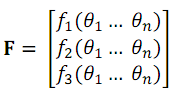 f₁(θ₁ … θₙ)
F = f₂(θ₁ … θₙ)
f₃(θ₁ … θₙ)